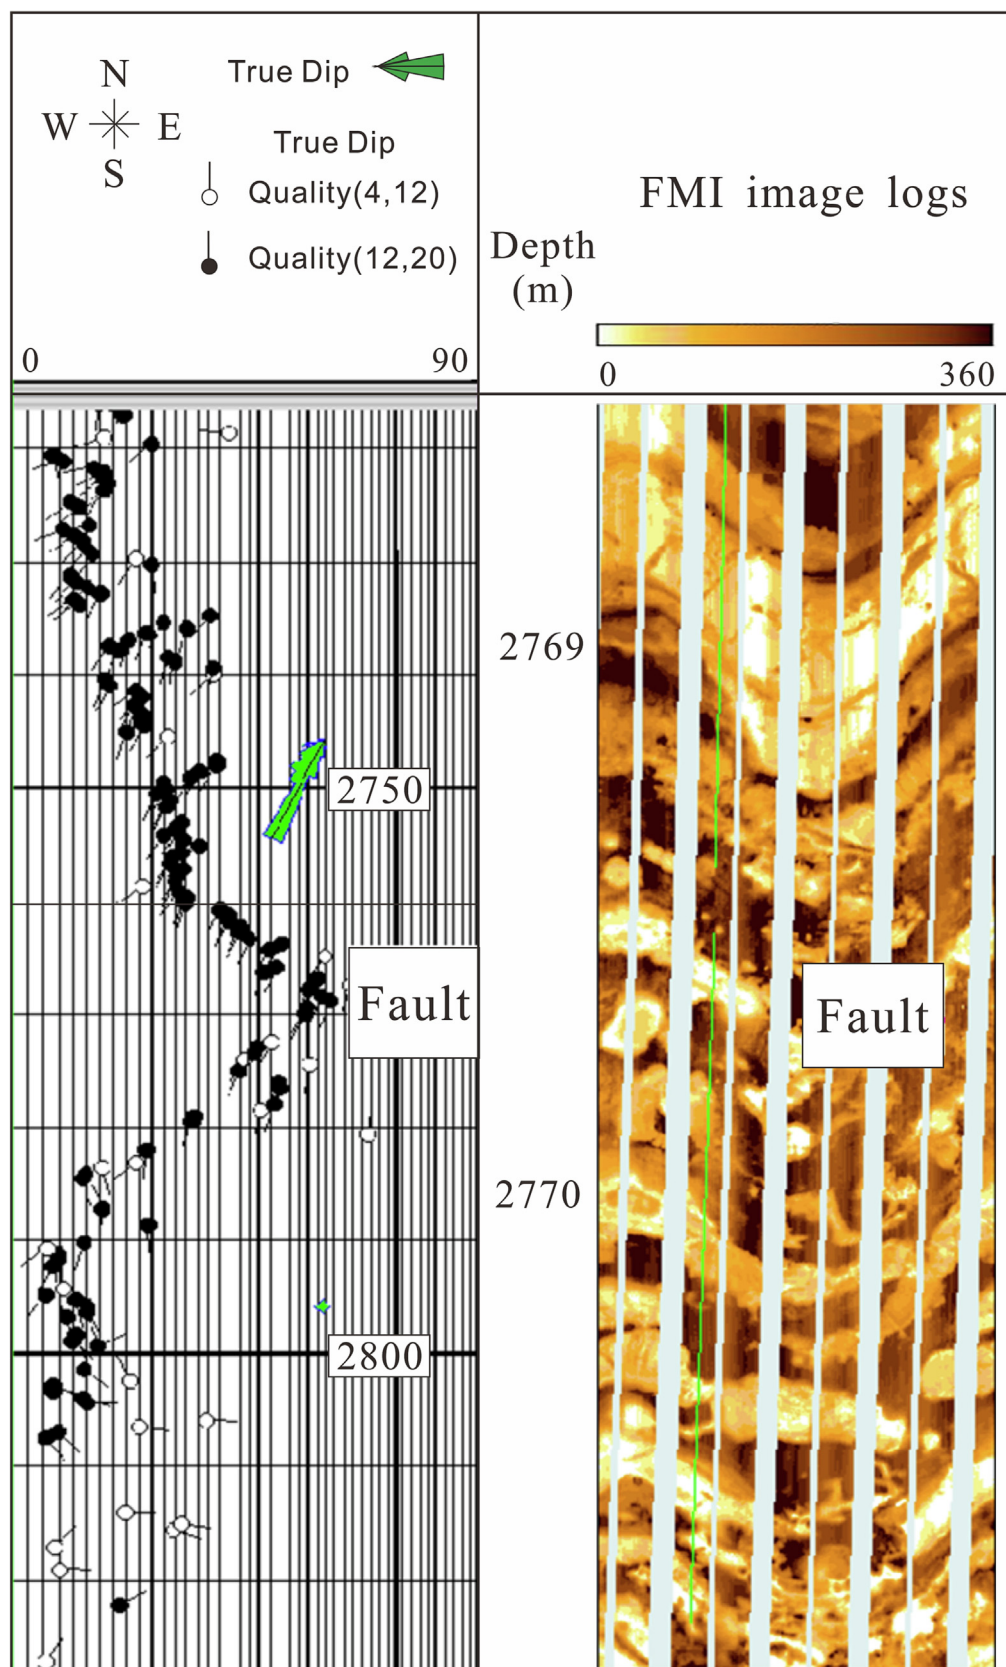 N
W E
S
True Dip
True Dip
Quality(4,12)
Quality(12,20)
0 90
FMI image logs
Depth
(m)
0 360
2769
2750
Fault
Fault
2770
2800